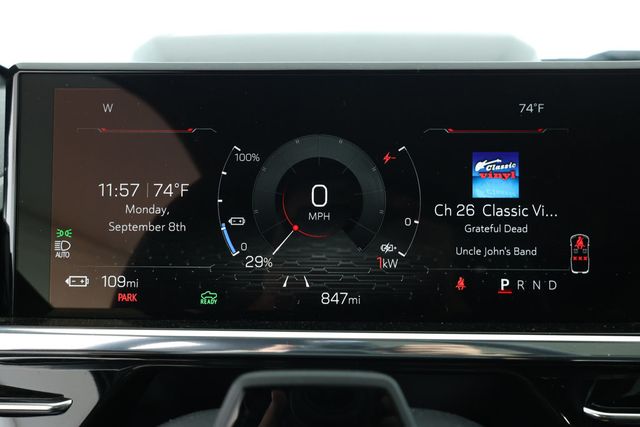 W
74°F
100%
Classic
vinyl
11:57 | 74°F
Monday,
September 8th
0
MPH
0
Ch 26 Classic Vi...
Grateful Dead
Uncle John's Band
AUTO
0
29%
1kW
109mi
PARK
READY
847mi
P R N D